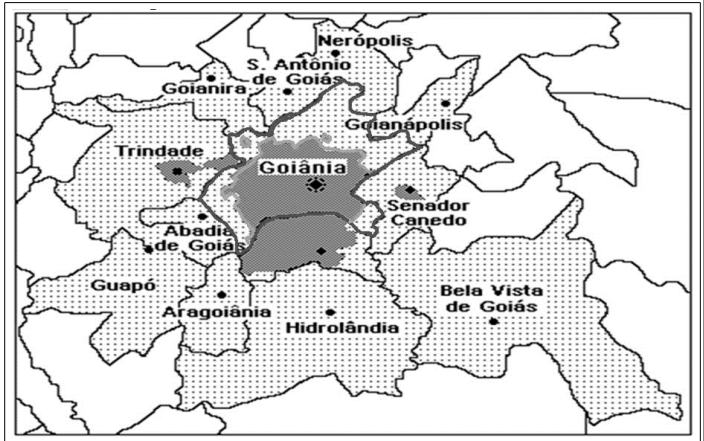 Nerópolis
S. Antônio
de Goiás
Goianira
Goianápolis
Trindade
Goiânia
Senador
Canedo
Abadia
de Goiás
Guapó
Aragoiânia
Hidrolândia
Bela Vista
de Goiás